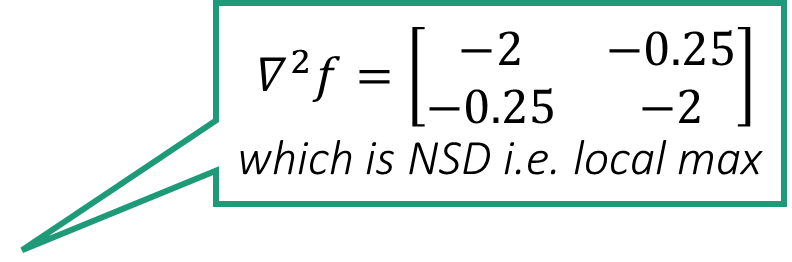 ∇²f = [−2 −0.25
−0.25 −2]
which is NSD i.e. local max